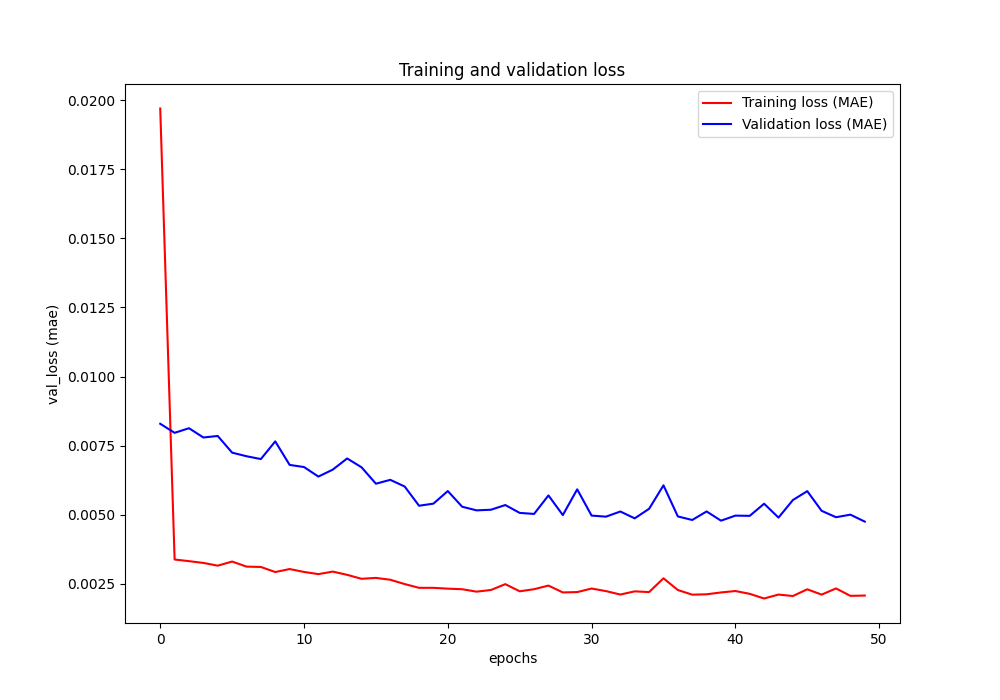 Training and validation loss
Training loss (MAE)
Validation loss (MAE)
val_loss (mae)
0.0200
0.0175
0.0150
0.0125
0.0100
0.0075
0.0050
0.0025
0 10 20 30 40 50
epochs